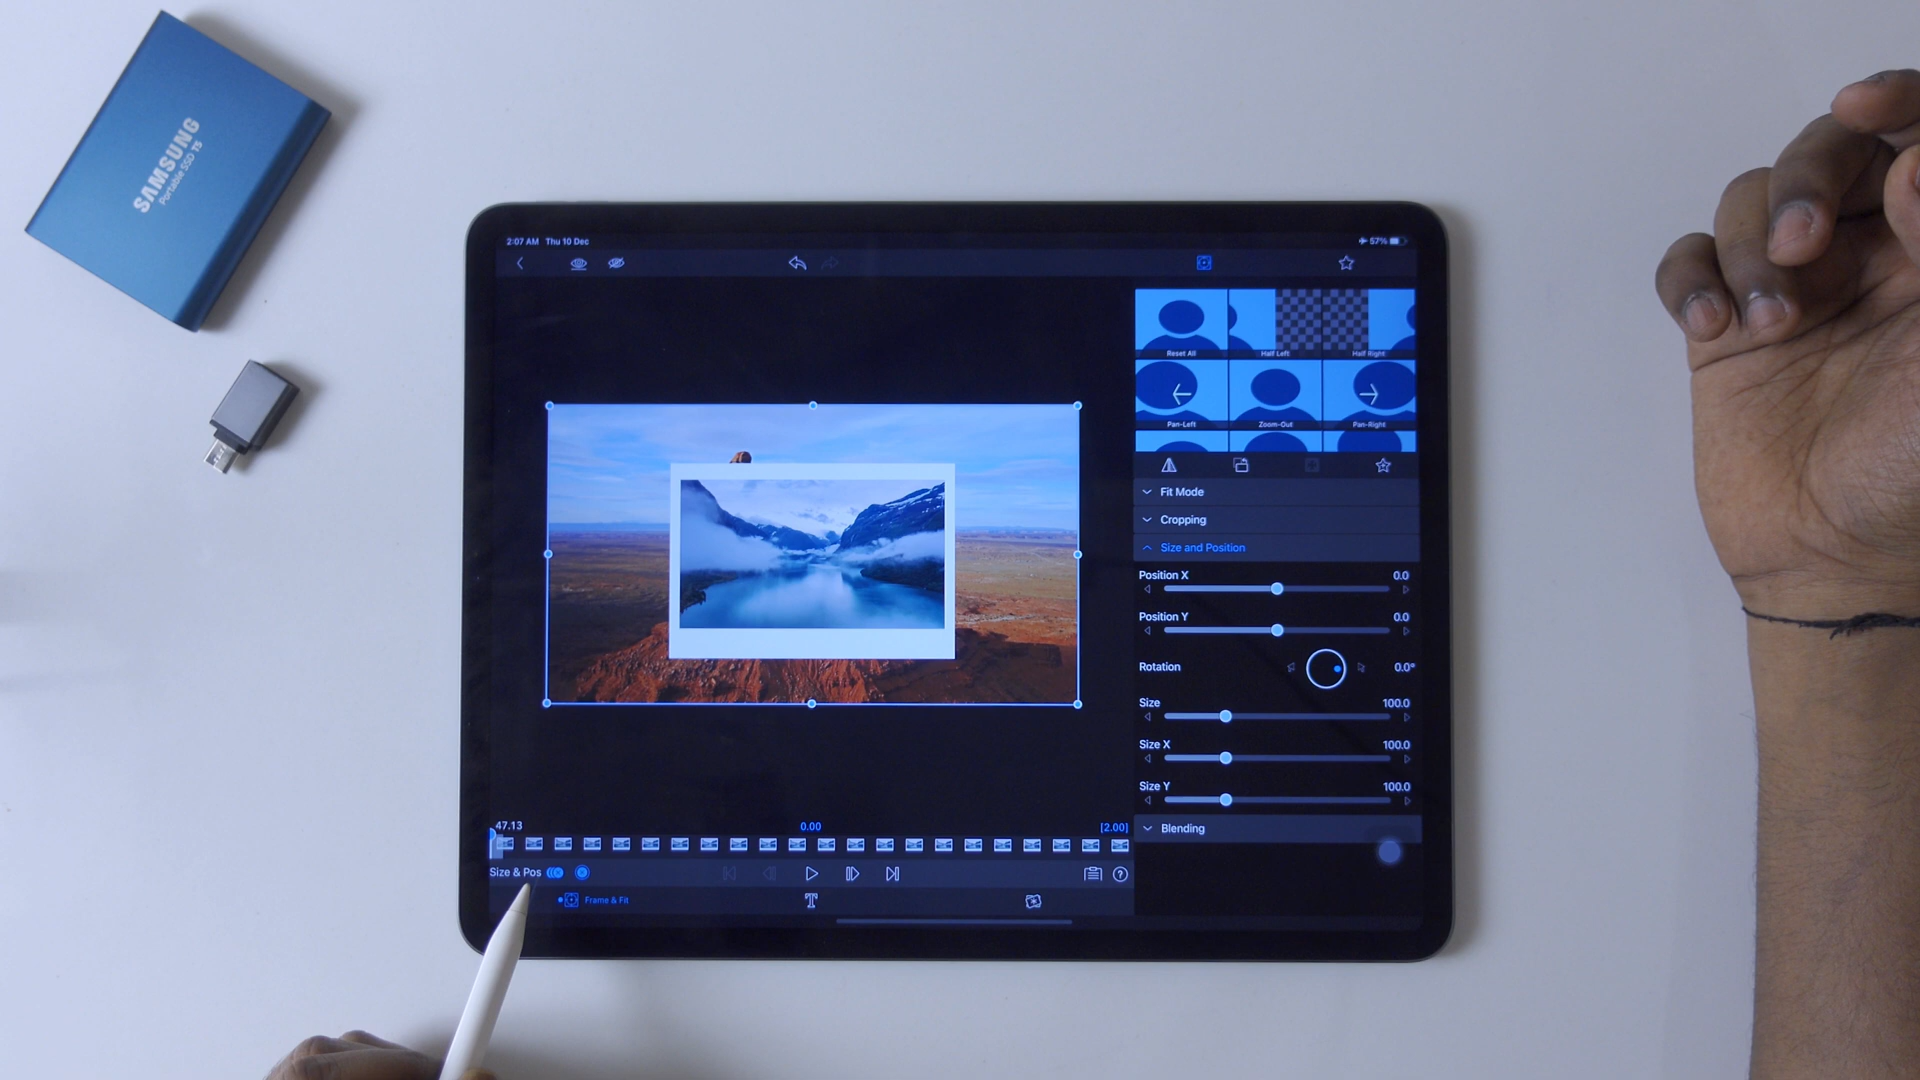 SAMSUNG
Portable SSD T5
2:07 AM Thu 10 Dec
57%
Reset All
Half Left
Half Right
Pan-Left
Zoom-Out
Pan-Right
Fit Mode
Cropping
Size and Position
Position X 0.0
Position Y 0.0
Rotation 0.0°
Size 100.0
Size X 100.0
Size Y 100.0
Blending
47.13 0.00 [2.00]
Size & Pos
Frame & Fit